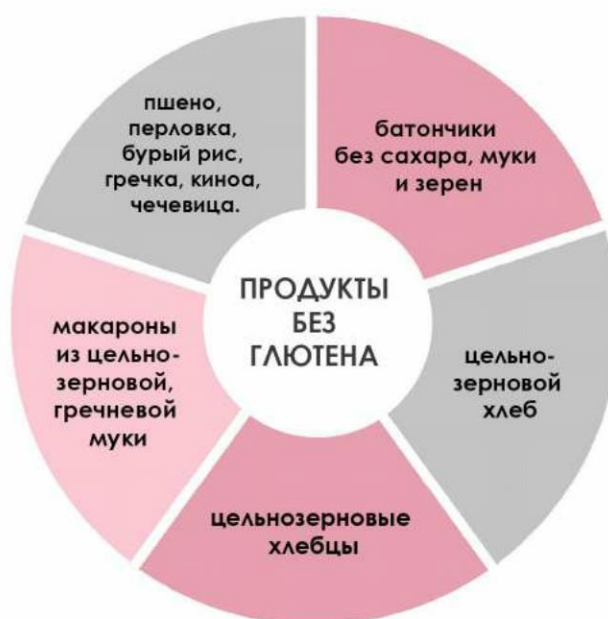 ПРОДУКТЫ
БЕЗ
ГЛЮТЕНА
пшено,
перловка,
бурый рис,
гречка, киноа,
чечевица.
батончики
без сахара, муки
и зерен
цельно-
зерновой
хлеб
цельнозерновые
хлебцы
макароны
из цельно-
зерновой,
гречневой
муки